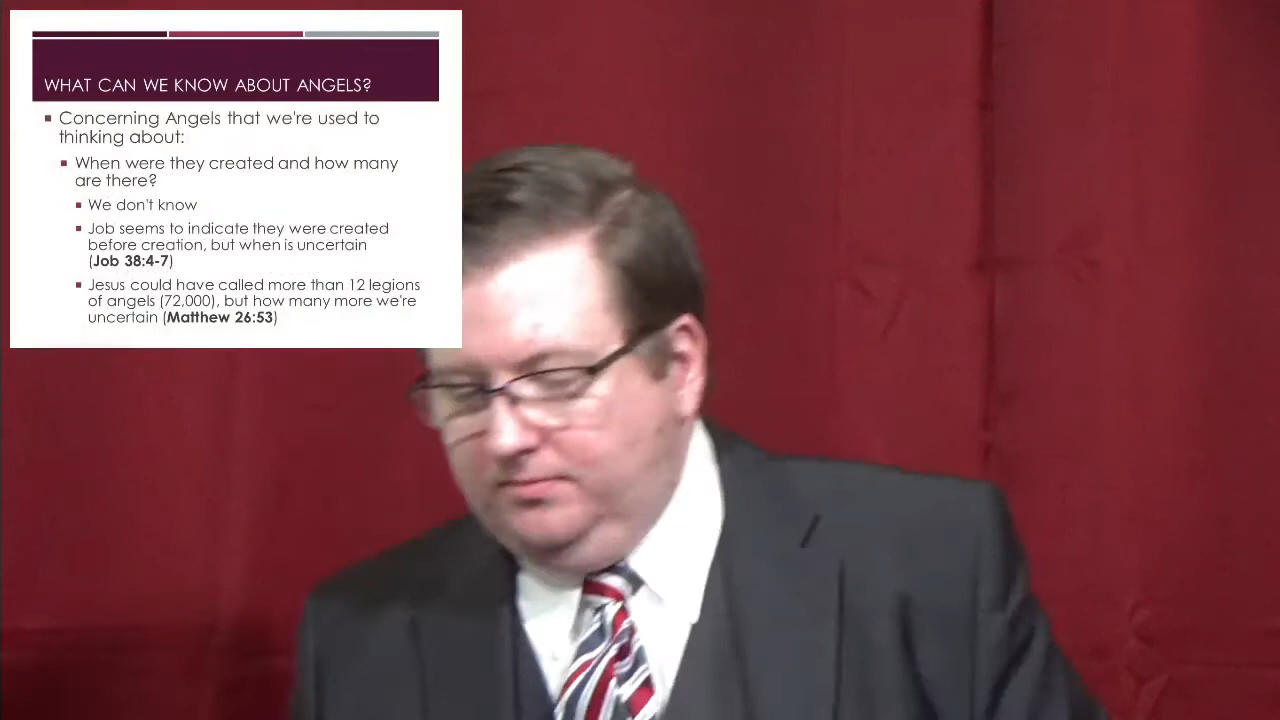 WHAT CAN WE KNOW ABOUT ANGELS?
Concerning Angels that we're used to
thinking about:
When were they created and how many
are there?
We don't know
Job seems to indicate they were created
before creation, but when is uncertain
(Job 38:4-7)
Jesus could have called more than 12 legions
of angels (72,000), but how many more we're
uncertain (Matthew 26:53)